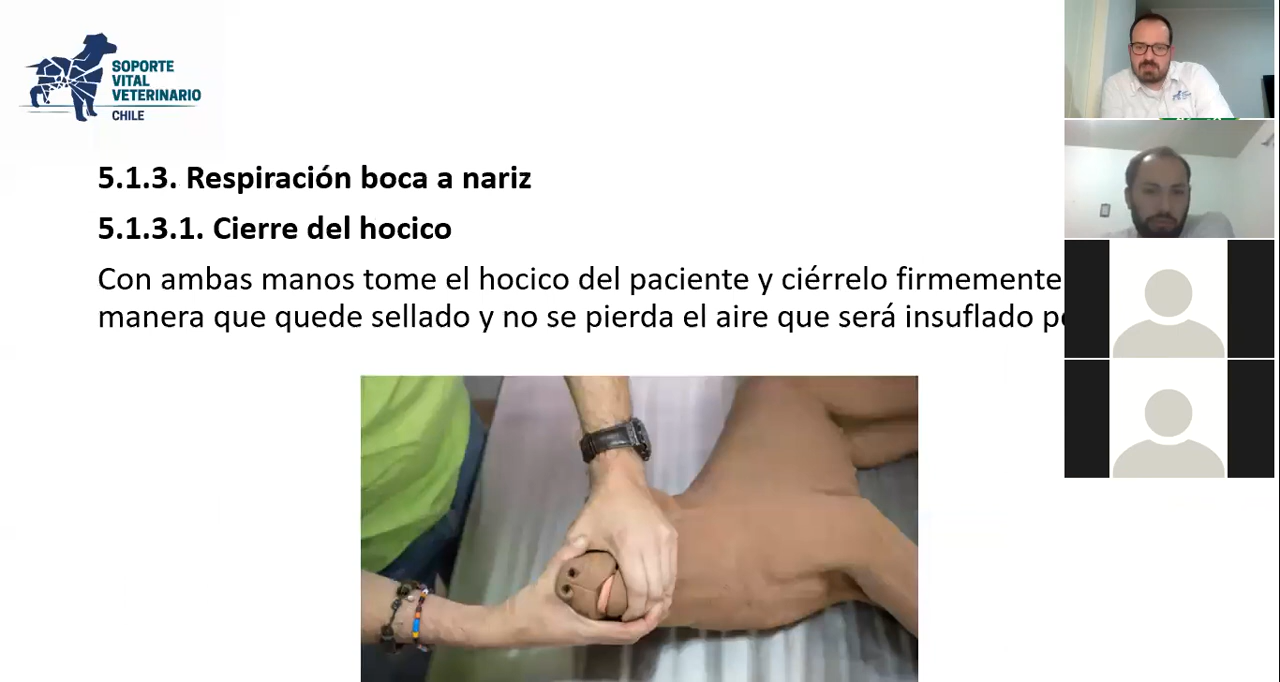 SOPORTE
VITAL
VETERINARIO
CHILE
5.1.3. Respiración boca a nariz
5.1.3.1. Cierre del hocico
Con ambas manos tome el hocico del paciente y ciérrelo firmemente
manera que quede sellado y no se pierda el aire que será insuflado